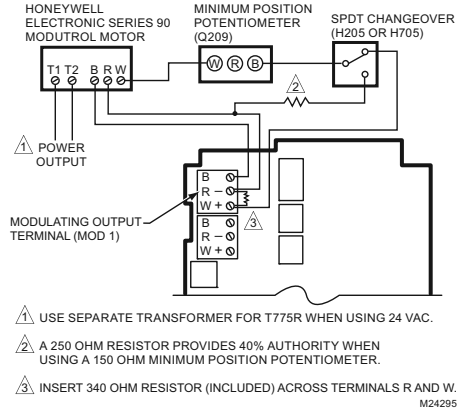 HONEYWELL
ELECTRONIC SERIES 90
MODUTROL MOTOR
MINIMUM POSITION
POTENTIOMETER
(Q209)
SPDT CHANGEOVER
(H205 OR H705)
T1 T2 B R W
W R B
2
1 POWER
OUTPUT
B
R –
W +
3
MODULATING OUTPUT
TERMINAL (MOD 1)
B
R –
W +
1 USE SEPARATE TRANSFORMER FOR T775R WHEN USING 24 VAC.
2 A 250 OHM RESISTOR PROVIDES 40% AUTHORITY WHEN
USING A 150 OHM MINIMUM POSITION POTENTIOMETER.
3 INSERT 340 OHM RESISTOR (INCLUDED) ACROSS TERMINALS R AND W.
M24295